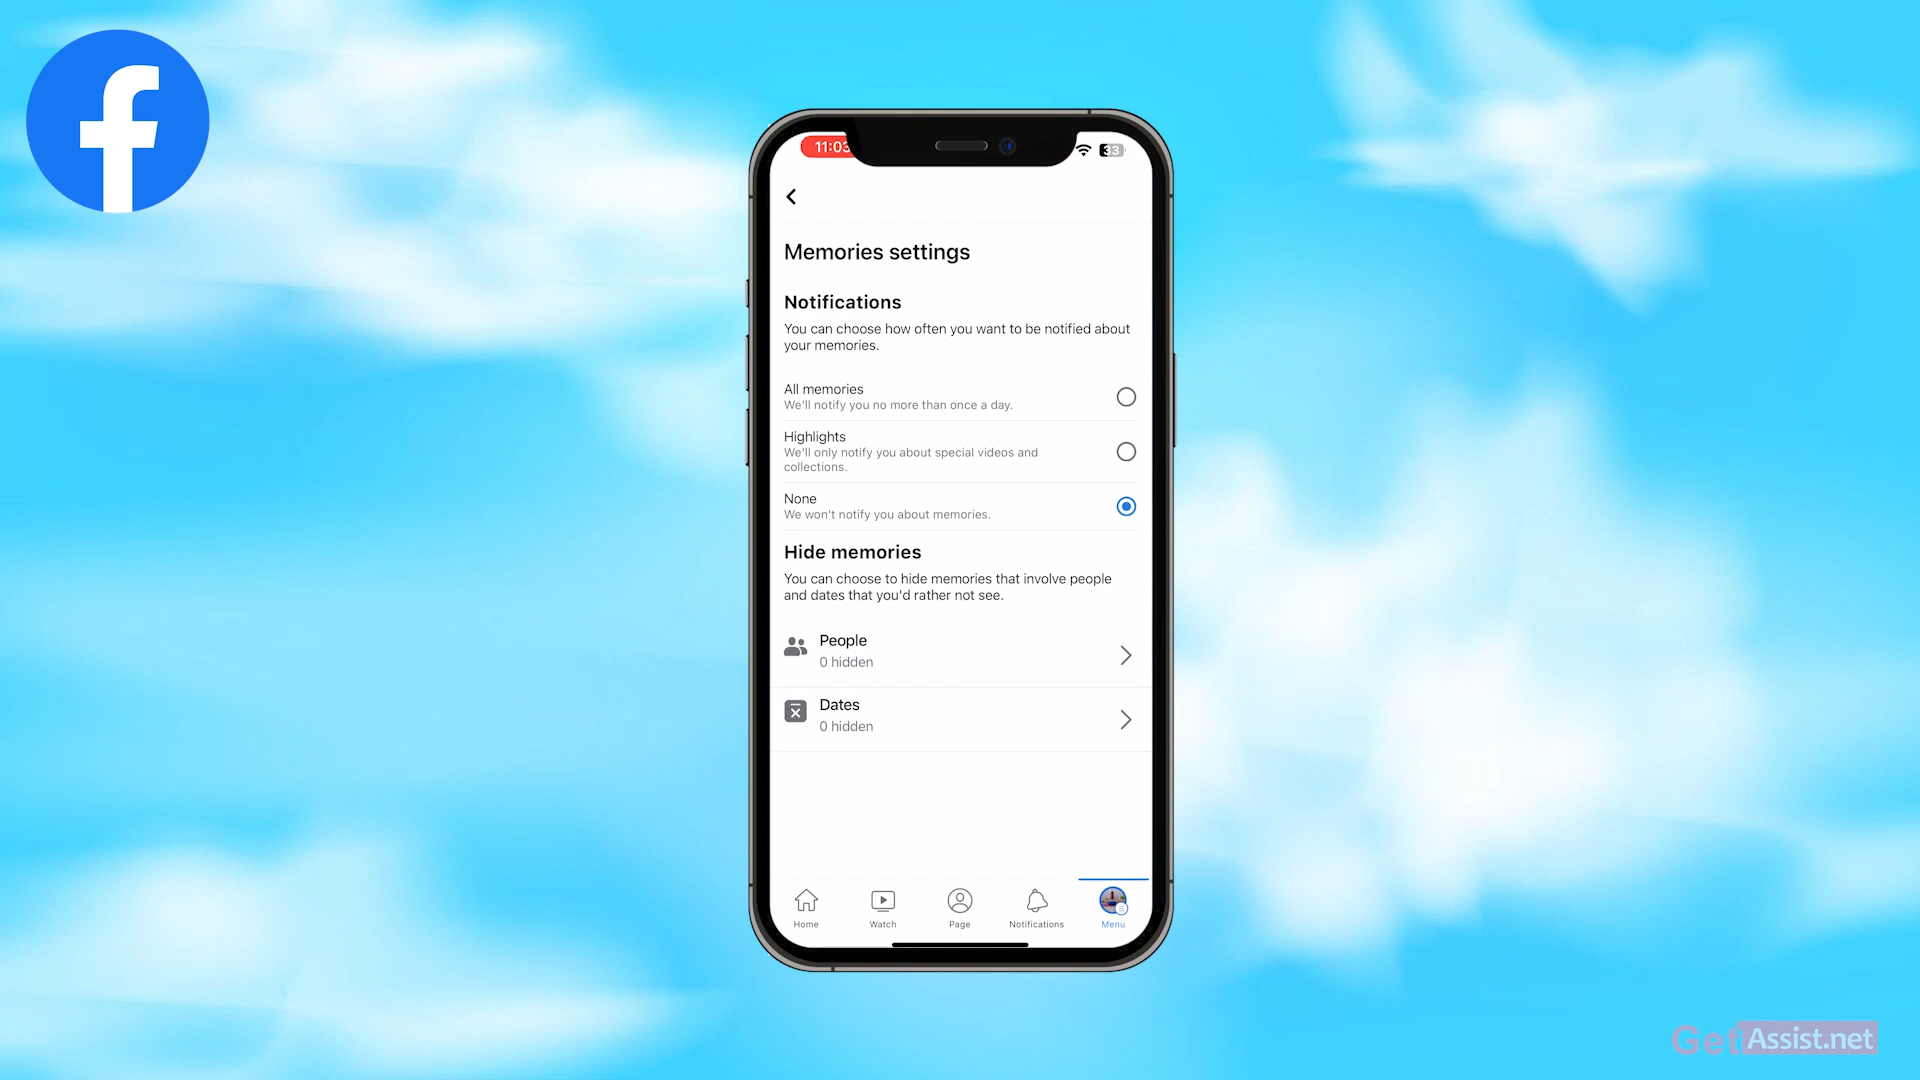 11:03
33
Memories settings
Notifications
You can choose how often you want to be notified about
your memories.
All memories
We'll notify you no more than once a day.
Highlights
We'll only notify you about special videos and
collections.
None
We won't notify you about memories.
Hide memories
You can choose to hide memories that involve people
and dates that you'd rather not see.
People
0 hidden
Dates
0 hidden
Home
Watch
Page
Notifications
Menu
GetAssist.net